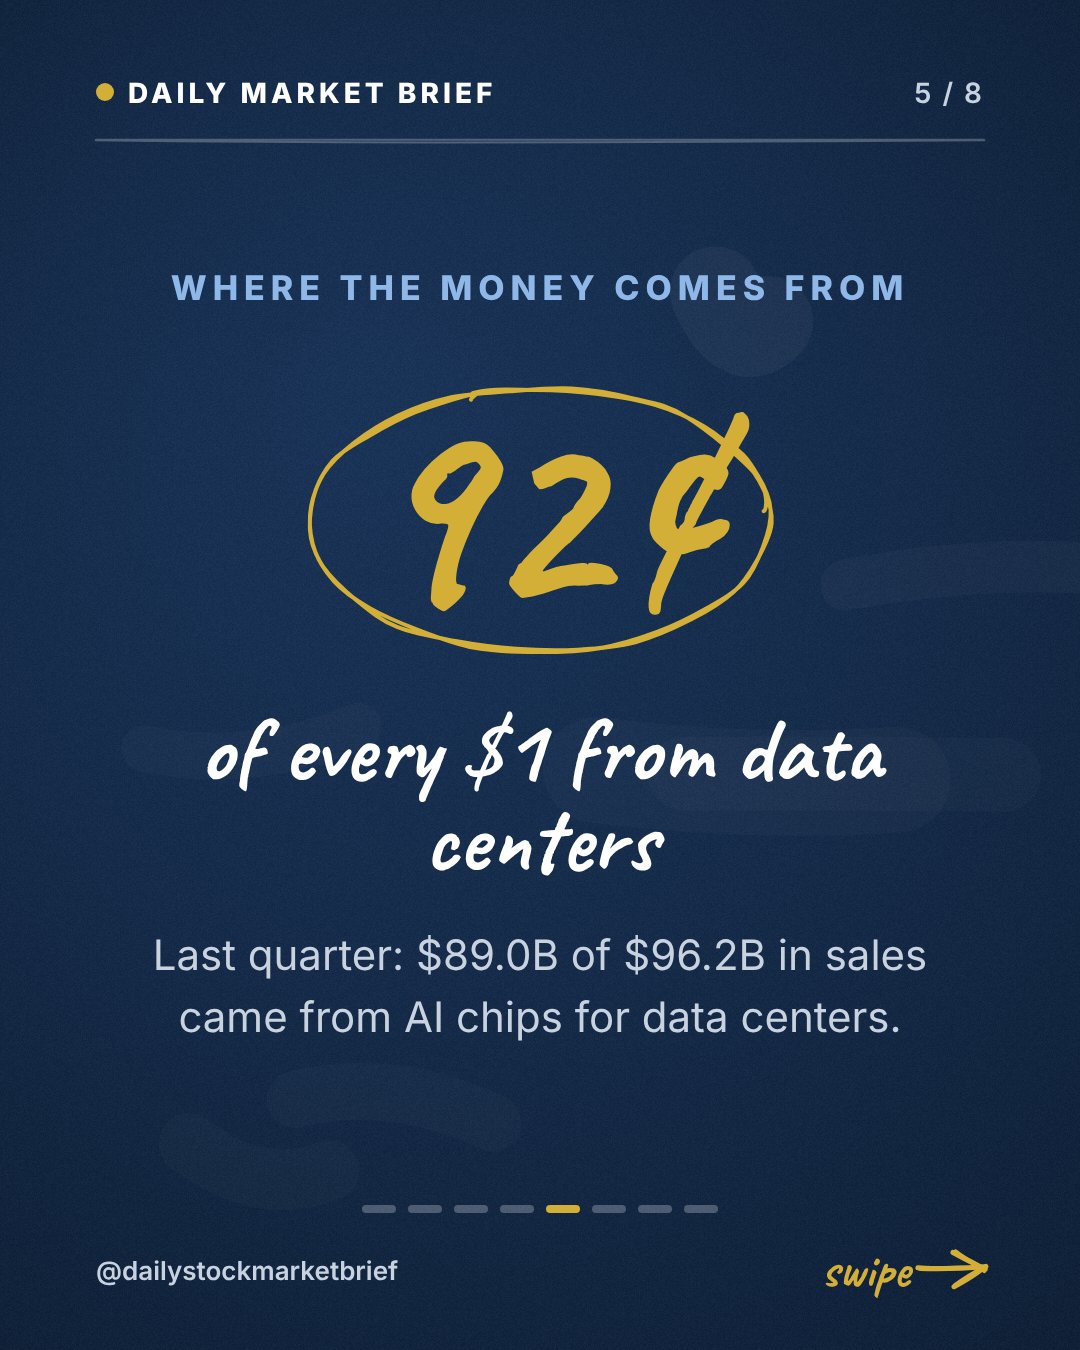 DAILY MARKET BRIEF
5 / 8
WHERE THE MONEY COMES FROM
92¢
of every $1 from data
centers
Last quarter: $89.0B of $96.2B in sales
came from AI chips for data centers.
@dailystockmarketbrief
swipe